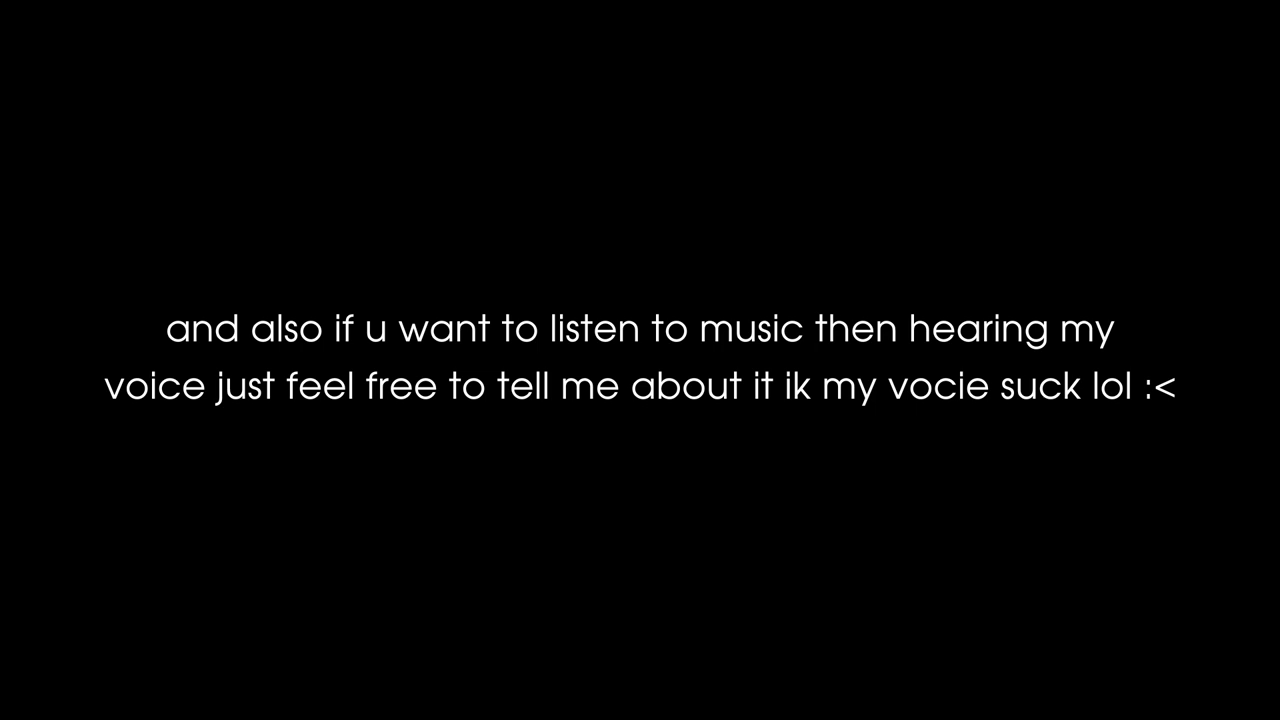 and also if u want to listen to music then hearing my
voice just feel free to tell me about it ik my vocie suck lol :<